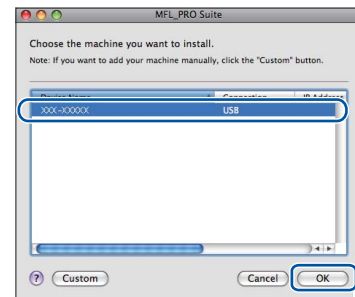 MFL_PRO Suite
Choose the machine you want to install.
Note: If you want to add your machine manually, click the "Custom" button.
Device Name Connection IP Address
XXX-XXXXX USB
? Custom Cancel OK